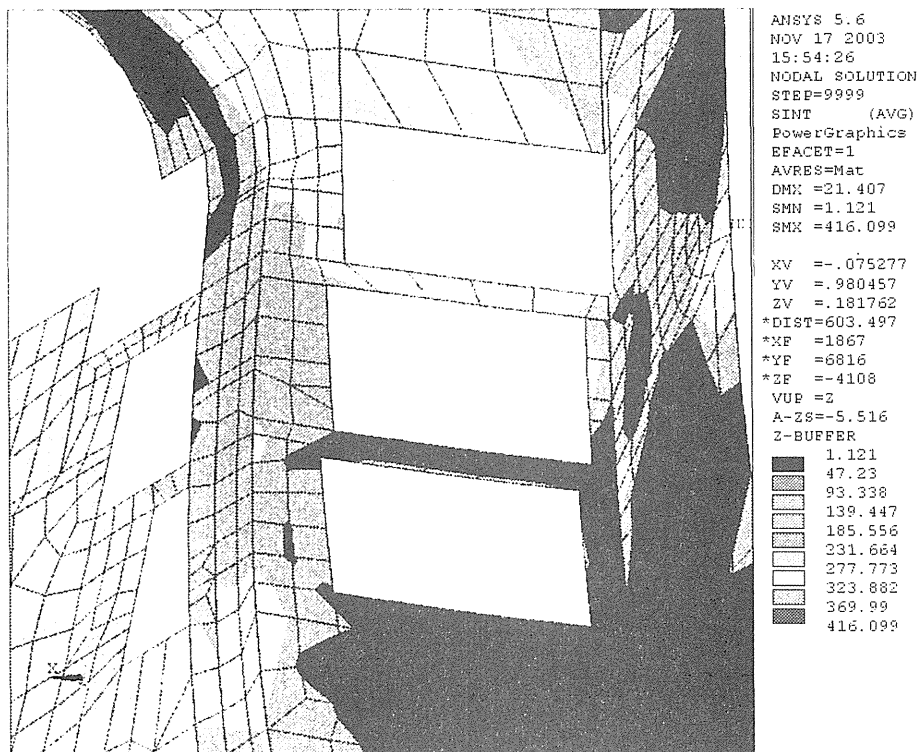 ANSYS 5.6
NOV 17 2003
15:54:26
NODAL SOLUTION
STEP=9999
SINT (AVG)
PowerGraphics
EFACET=1
AVRES=Mat
DMX =21.407
SMN =1.121
SMX =416.099
XV =-.075277
YV =.980457
ZV =.181762
*DIST=603.497
*XF =1867
*YF =6816
*ZF =-4108
VUP =Z
A-ZS=-5.516
Z-BUFFER
1.121
47.23
93.338
139.447
185.556
231.664
277.773
323.882
369.99
416.099
X